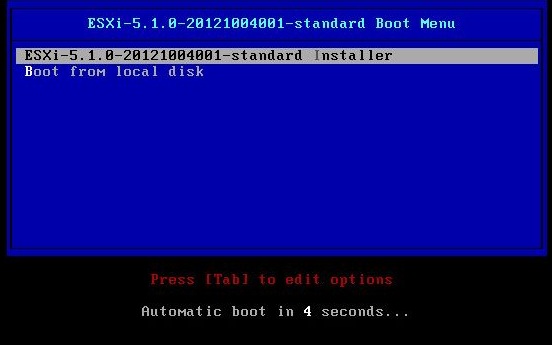 ESXi-5.1.0-20121004001-standard Boot Menu
ESXi-5.1.0-20121004001-standard Installer
Boot from local disk
Press [Tab] to edit options
Automatic boot in 4 seconds...